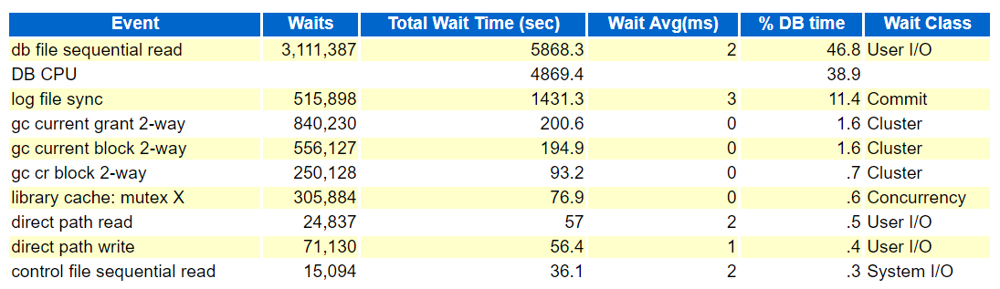 Event Waits Total Wait Time (sec) Wait Avg(ms) % DB time Wait Class
db file sequential read 3,111,387 5868.3 2 46.8 User I/O
DB CPU 4869.4 38.9
log file sync 515,898 1431.3 3 11.4 Commit
gc current grant 2-way 840,230 200.6 0 1.6 Cluster
gc current block 2-way 556,127 194.9 0 1.6 Cluster
gc cr block 2-way 250,128 93.2 0 .7 Cluster
library cache: mutex X 305,884 76.9 0 .6 Concurrency
direct path read 24,837 57 2 .5 User I/O
direct path write 71,130 56.4 1 .4 User I/O
control file sequential read 15,094 36.1 2 .3 System I/O